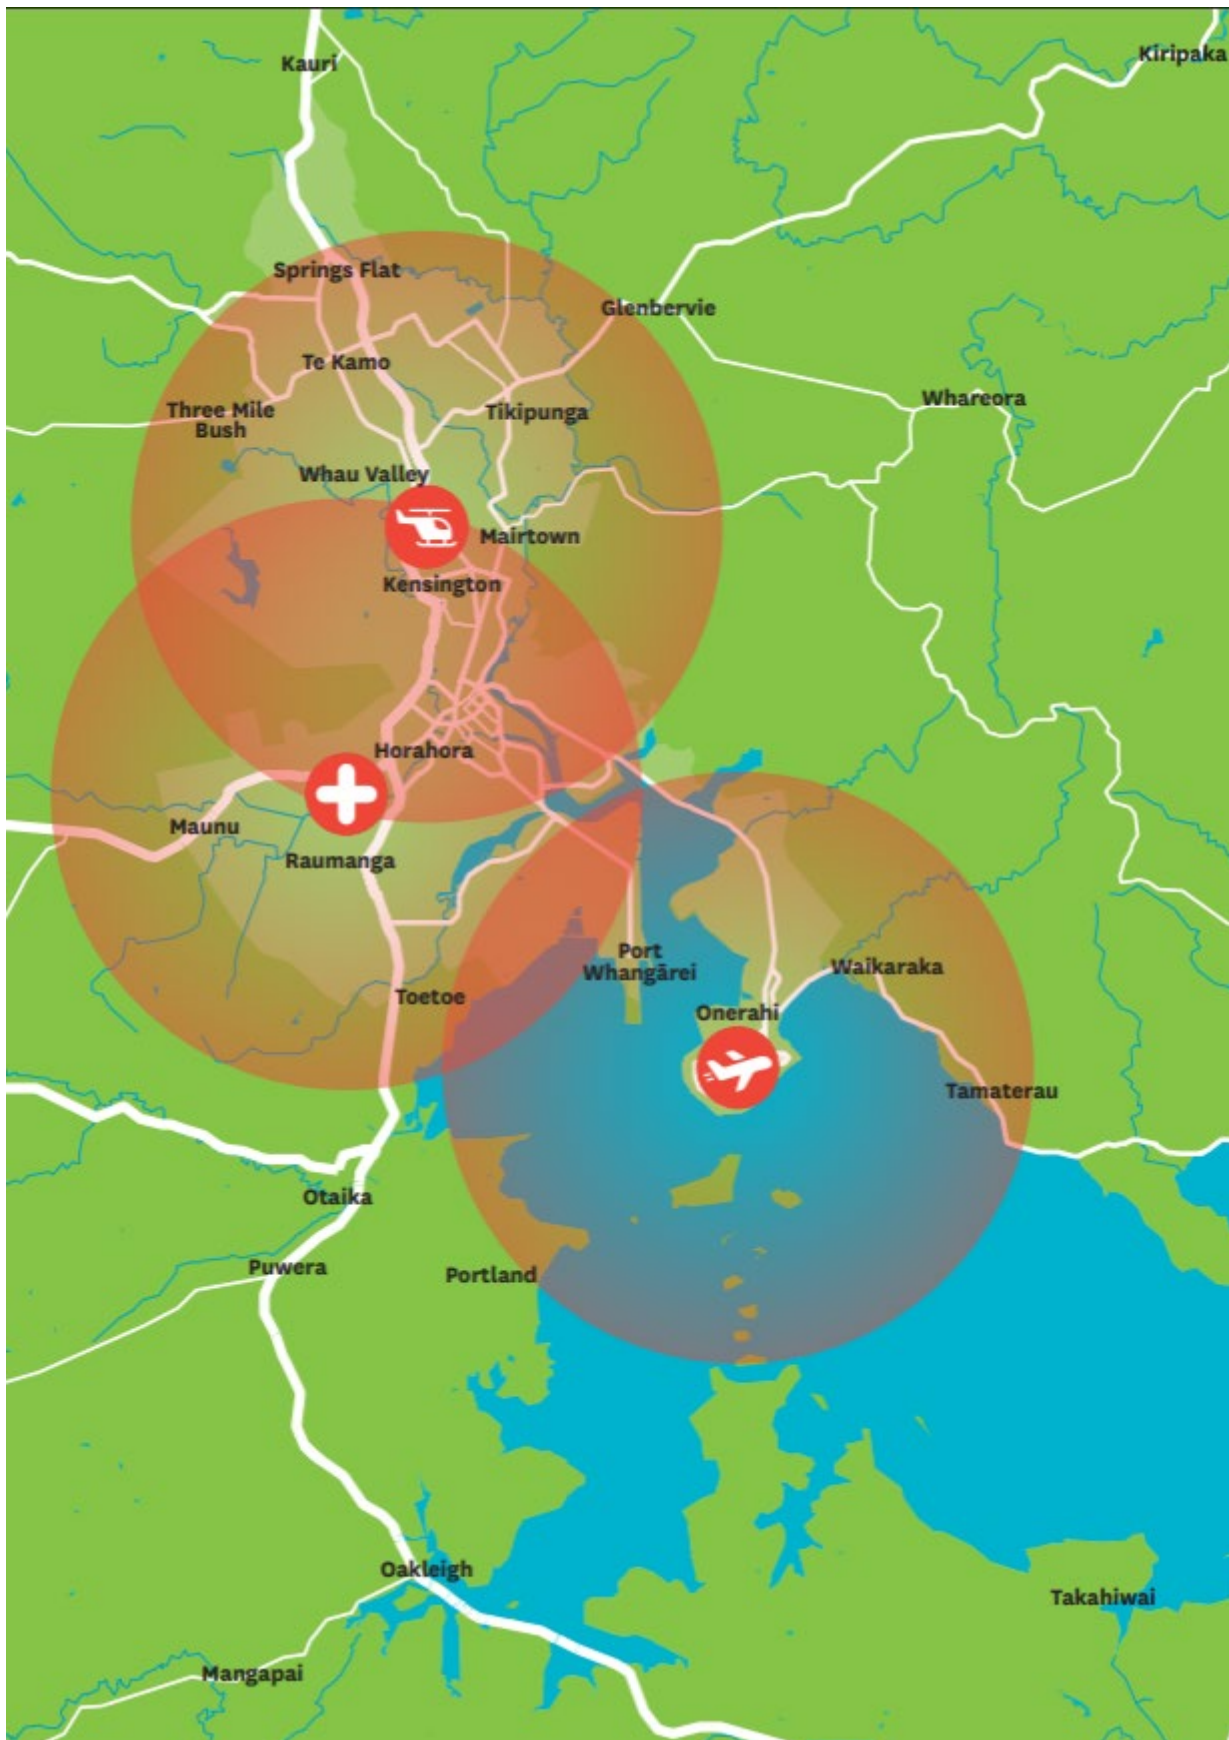 Kauri
Kiripaka
Springs Flat
Glenbervie
Te Kamo
Whareora
Three Mile
Bush
Tikipunga
Whau Valley
Mairtown
Kensington
Horahora
Maunu
Raumanga
Port
Whangārei
Waikaraka
Toetoe
Onerahi
Tamaterau
Otaika
Puwera
Portland
Oakleigh
Takahiwai
Mangapai